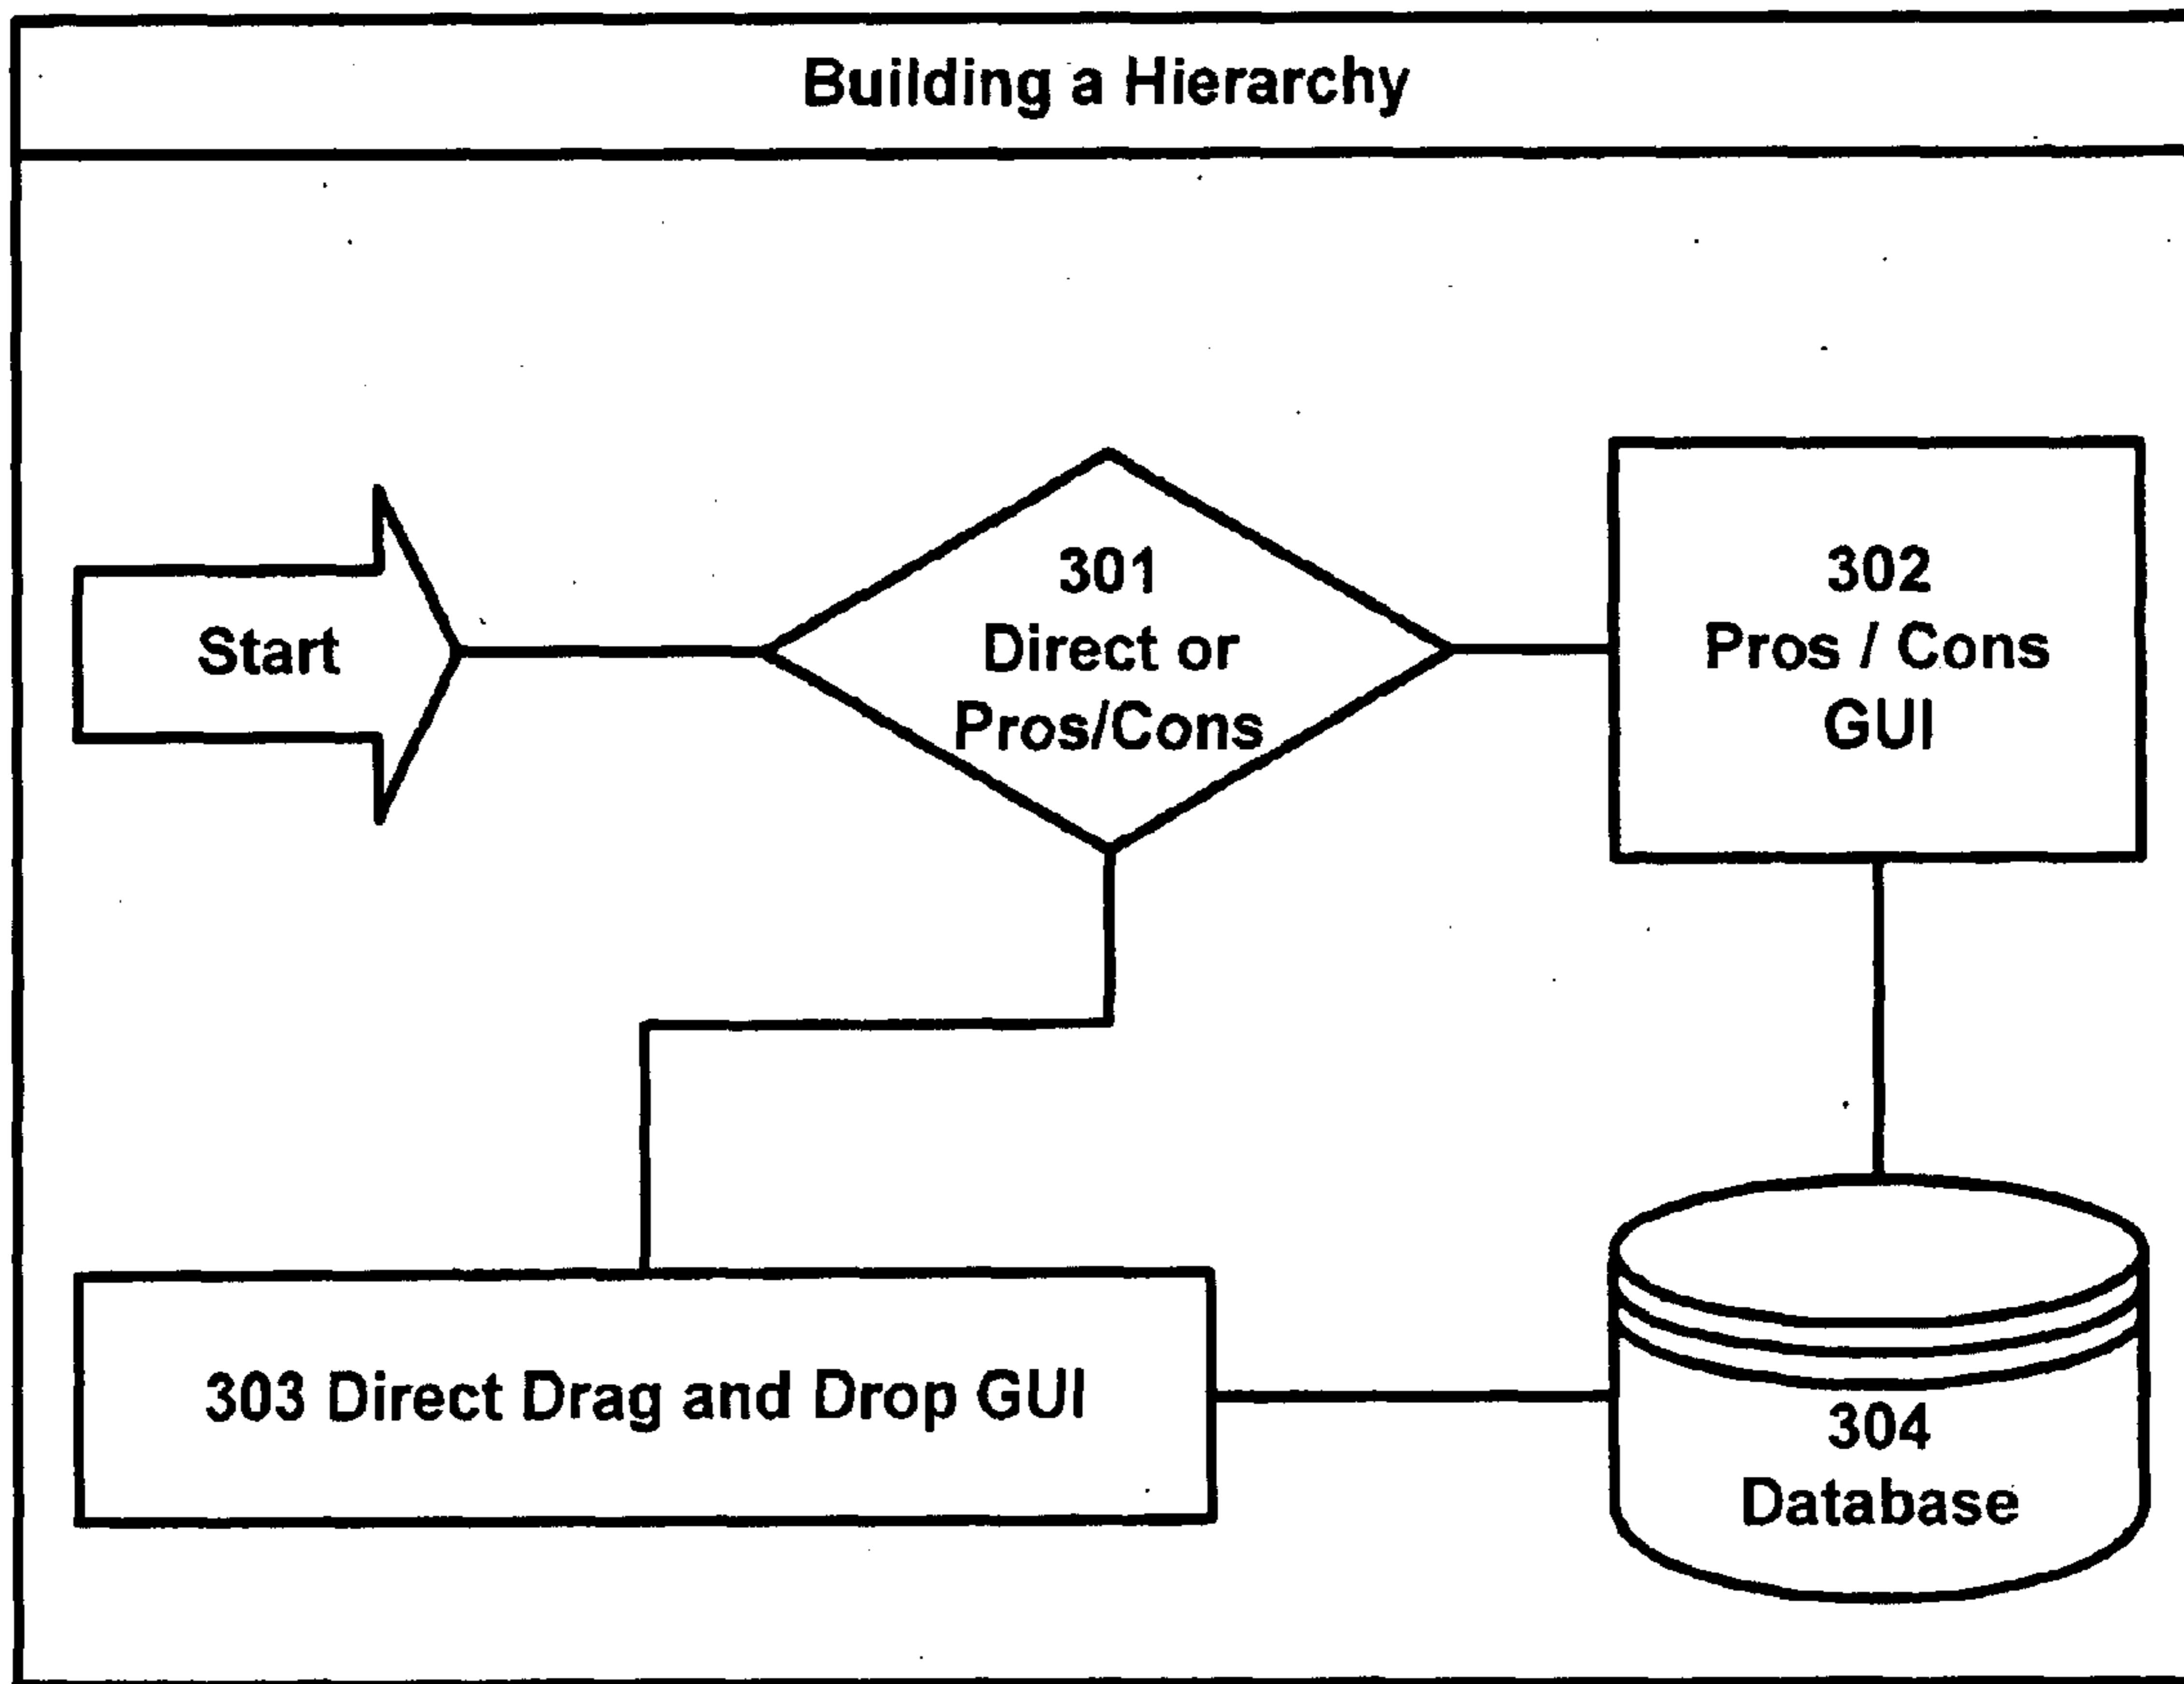 Building a Hierarchy
Start
301
Direct or
Pros/Cons
302
Pros / Cons
GUI
303 Direct Drag and Drop GUI
304
Database